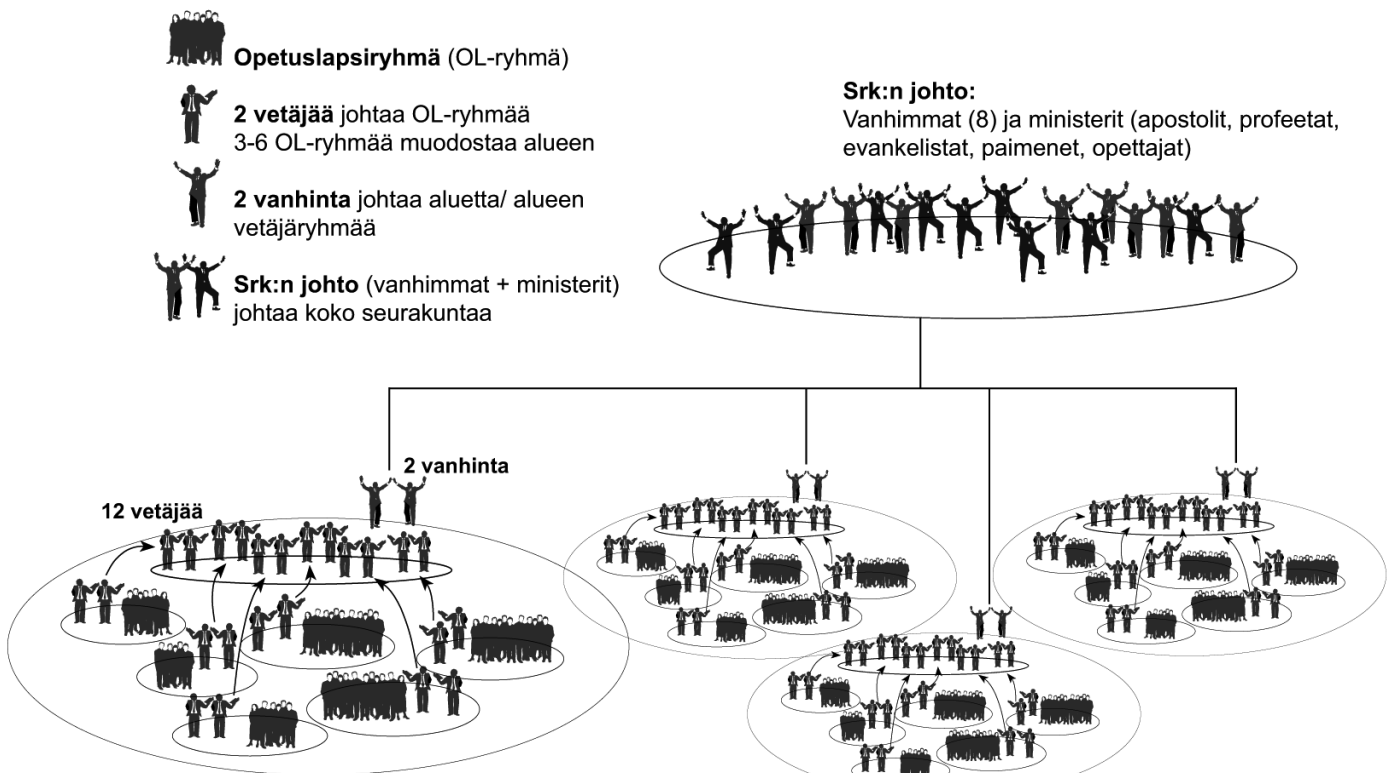 Opetuslapsiryhmä (OL-ryhmä)
2 vetäjää johtaa OL-ryhmää
3-6 OL-ryhmää muodostaa alueen
2 vanhinta johtaa aluetta/ alueen
vetäjäryhmää
Srk:n johto (vanhimmat + ministerit)
johtaa koko seurakuntaa
Srk:n johto:
Vanhimmat (8) ja ministerit (apostolit, profeetat,
evankelistat, paimenet, opettajat)
2 vanhinta
12 vetäjää